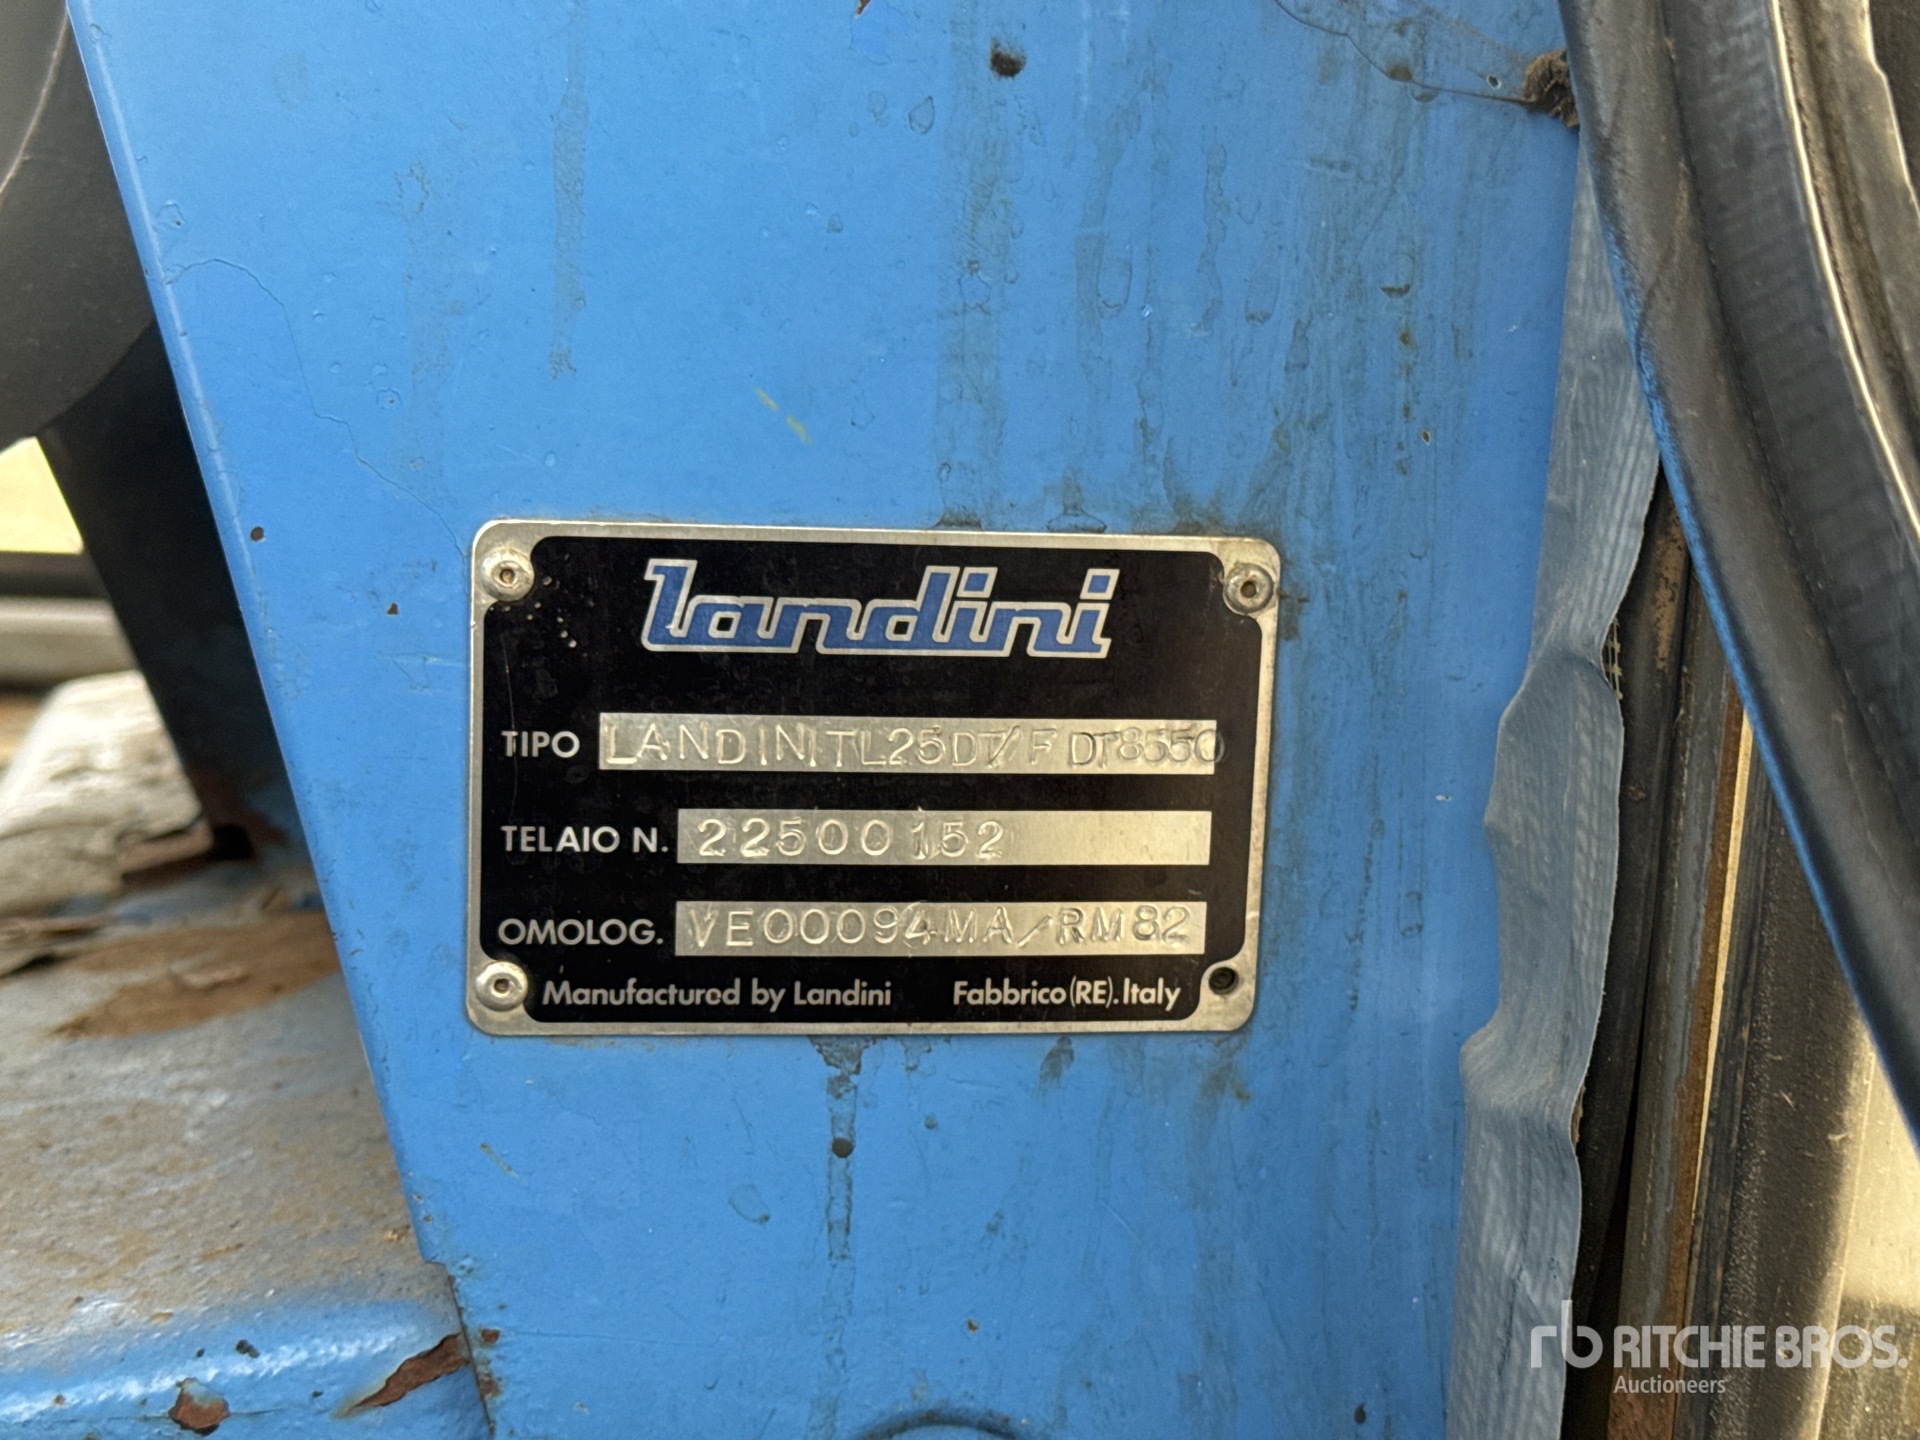 Landini
TIPO LANDINI TL25DT/F DT8550
TELAIO N. 22500152
OMOLOG. VE00094MA/RM82
Manufactured by Landini Fabbrico (RE). Italy
rb RITCHIE BROS.
Auctioneers